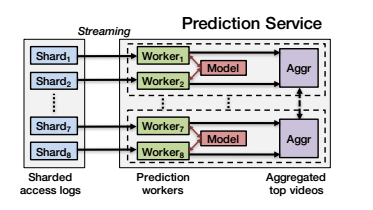 Prediction Service
Streaming
Shard1
Worker1
Model
Aggr
Shard2
Worker2
Shard7
Worker7
Model
Aggr
Shard8
Worker8
Sharded
access logs
Prediction
workers
Aggregated
top videos